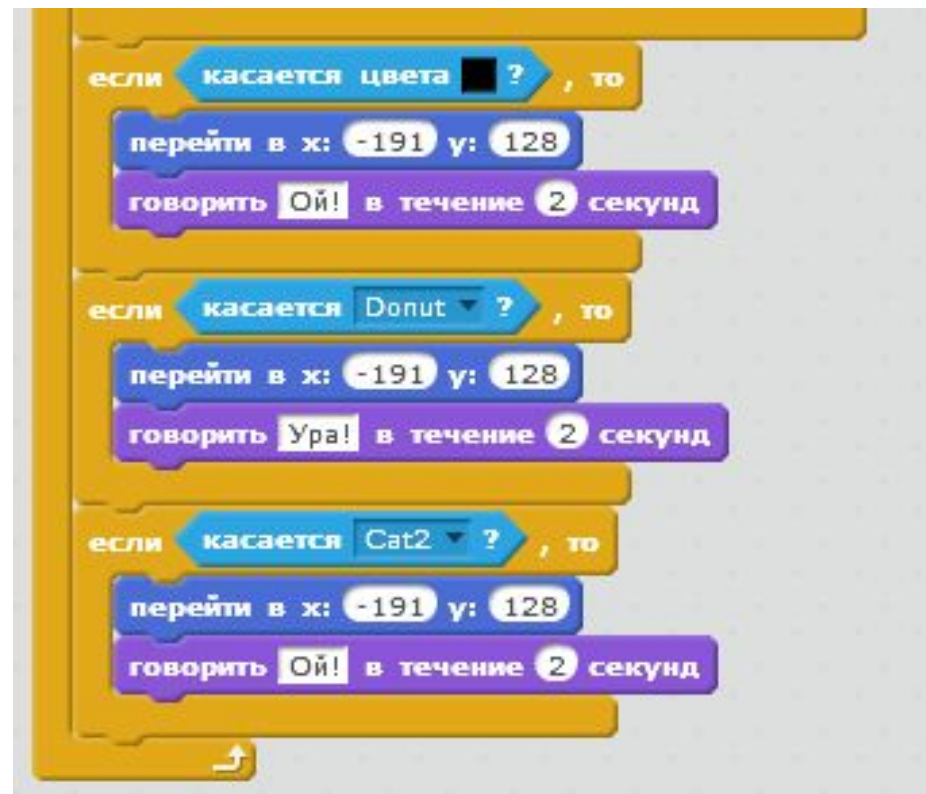 если касается цвета ? , то
перейти в x: -191 y: 128
говорить Ой! в течение 2 секунд
если касается Donut ? , то
перейти в x: -191 y: 128
говорить Ура! в течение 2 секунд
если касается Cat2 ? , то
перейти в x: -191 y: 128
говорить Ой! в течение 2 секунд